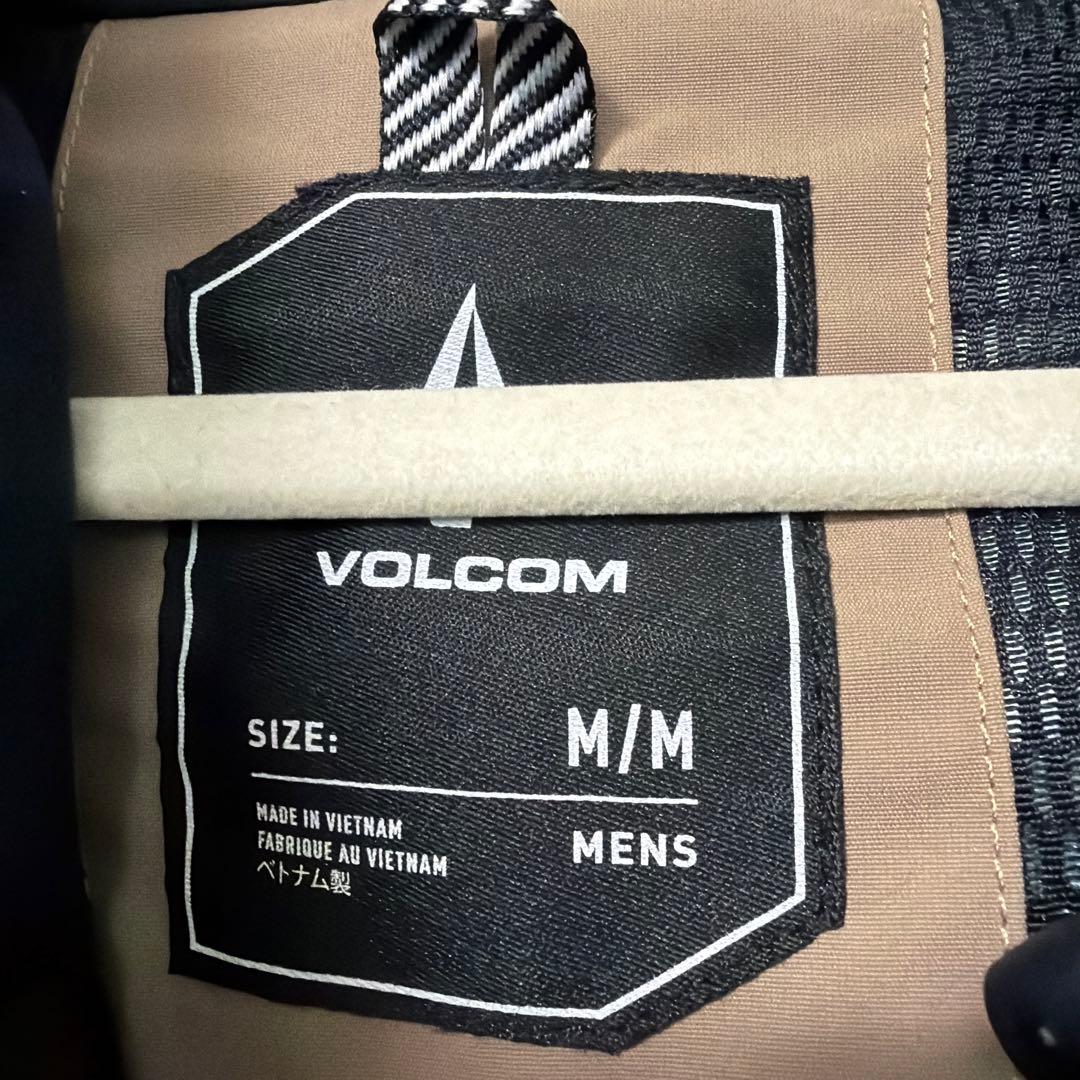 VOLCOM
SIZE: M/M
MADE IN VIETNAM
FABRIQUE AU VIETNAM
ベトナム製
MENS